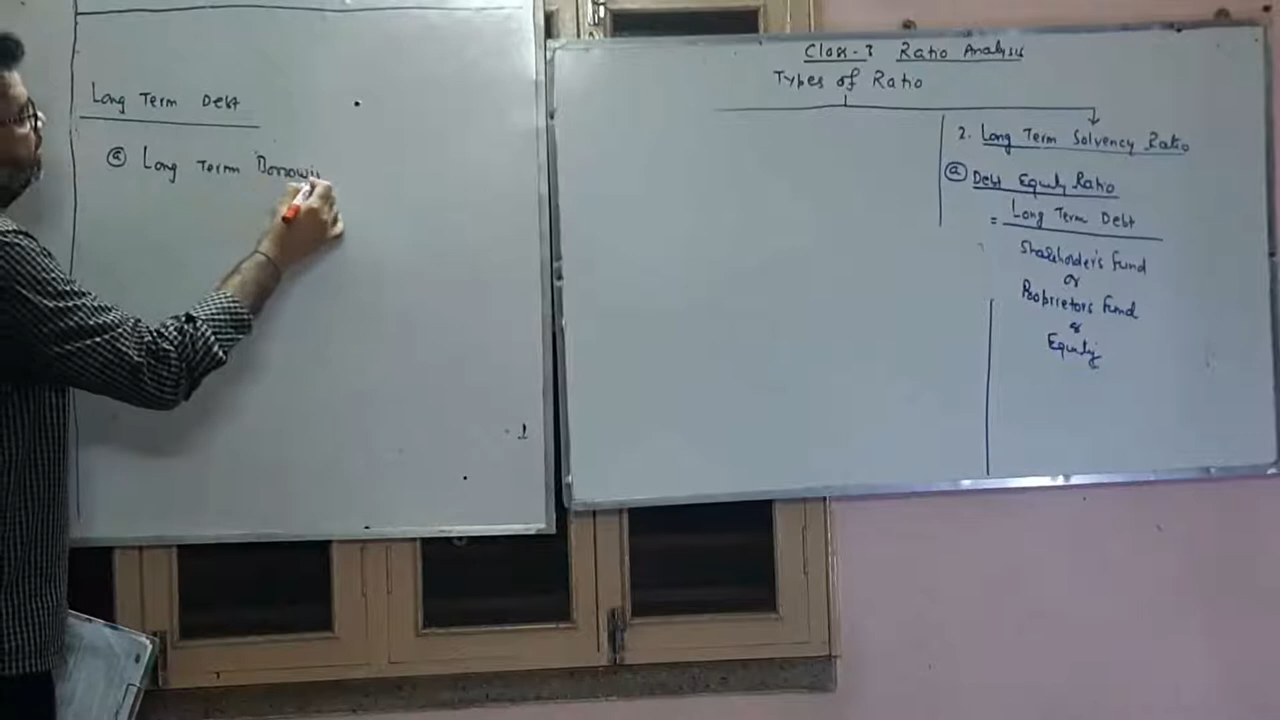 Long Term Debt
ⓐ Long Term Borrowi
Class-3 Ratio Analysis
Types of Ratio
2. Long Term Solvency Ratio
ⓐ Debt Equity Ratio
= Long Term Debt
Shareholder's Fund
or
Proprietors Fund
or
Equity